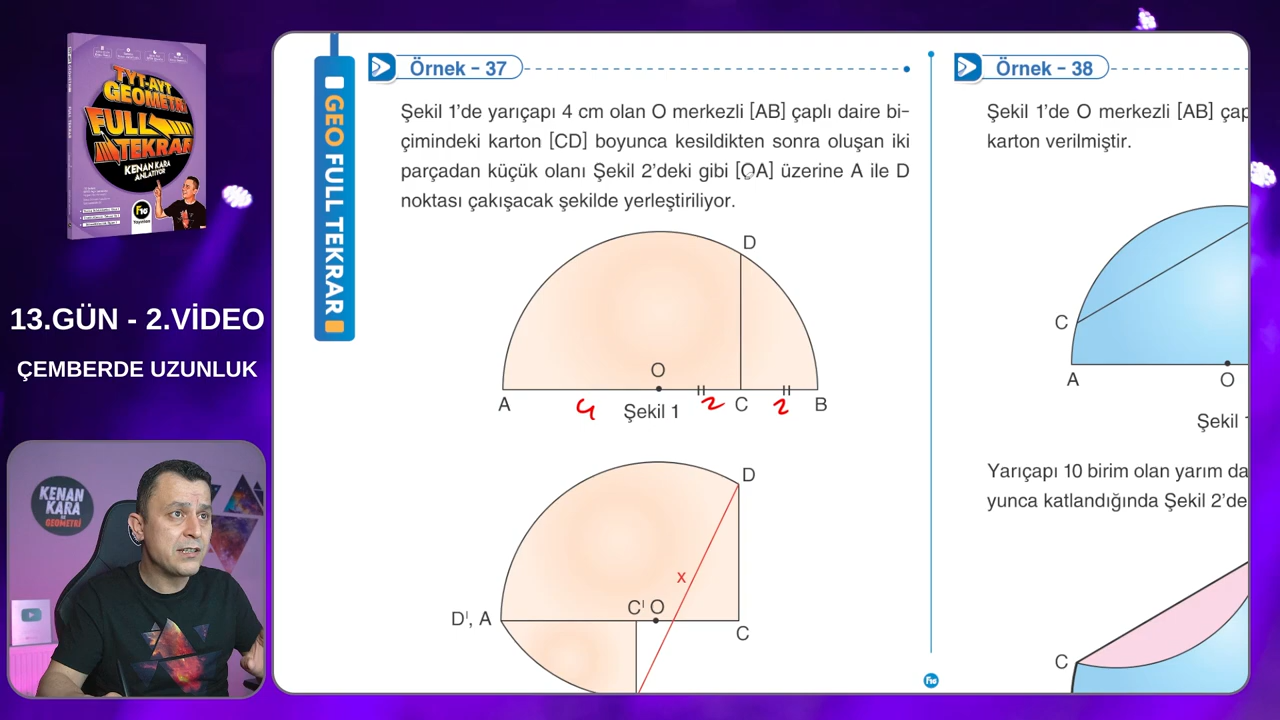 TYT-AYT
GEOMETRİ
FULL
TEKRAR
KENAN KARA
ANLATIYOR
F10
13.GÜN - 2.VİDEO
ÇEMBERDE UZUNLUK
KENAN
KARA
GEOMETRİ
GEO FULL TEKRAR
Örnek - 37
Şekil 1'de yarıçapı 4 cm olan O merkezli [AB] çaplı daire bi-
çimindeki karton [CD] boyunca kesildikten sonra oluşan iki
parçadan küçük olanı Şekil 2'deki gibi [OA] üzerine A ile D
noktası çakışacak şekilde yerleştiriliyor.
D
O
A
C
B
4
2
2
Şekil 1
D
x
D', A
C' O
C
F10
Örnek - 38
Şekil 1'de O merkezli [AB] çap
karton verilmiştir.
C
A
O
Şekil 1
Yarıçapı 10 birim olan yarım da
yunca katlandığında Şekil 2'de
C